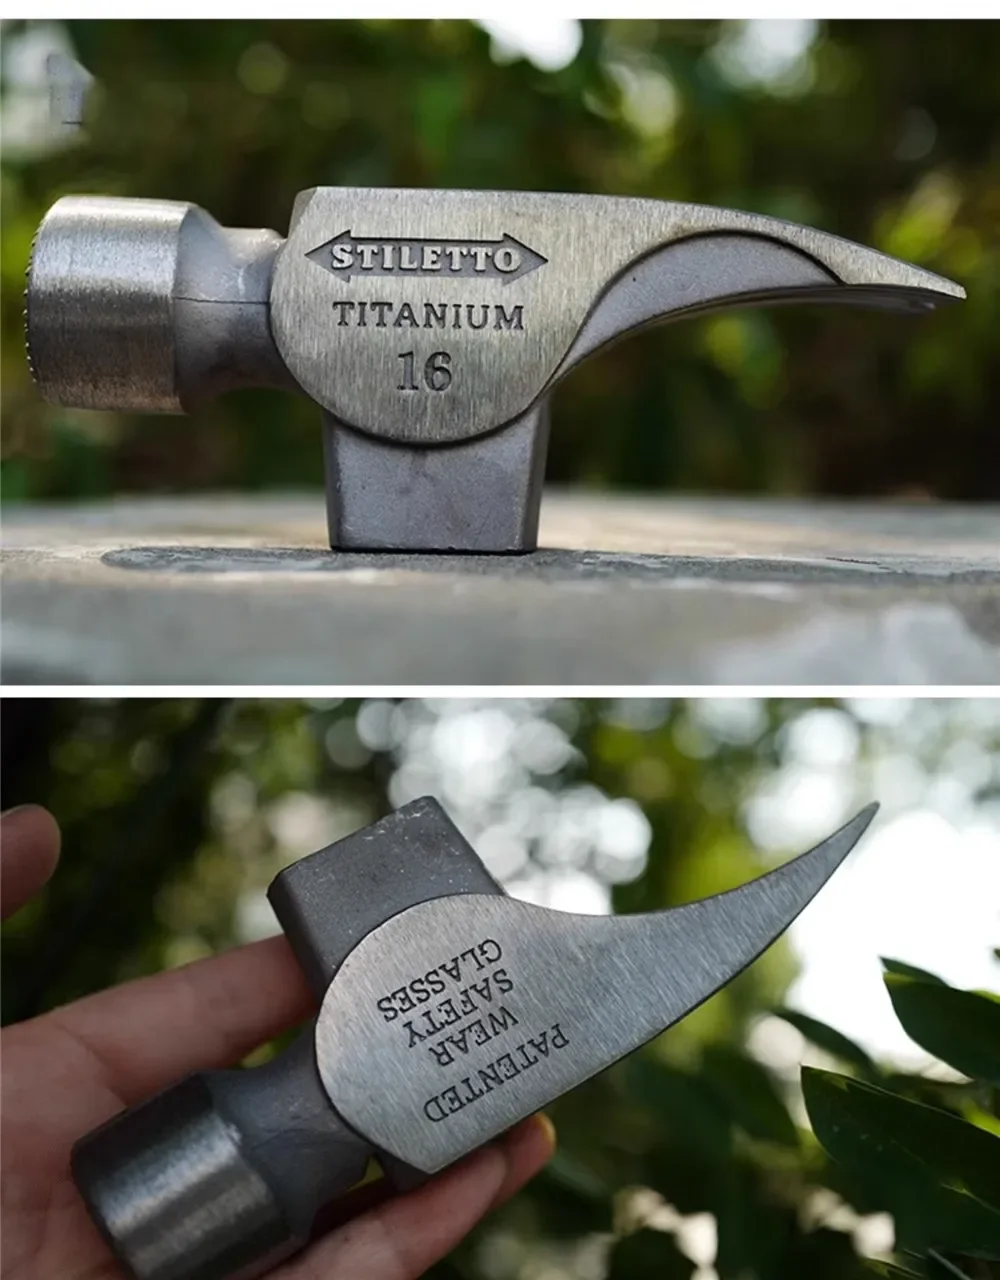 STILETTO
TITANIUM
16
PATENTED
WEAR
SAFETY
GLASSES